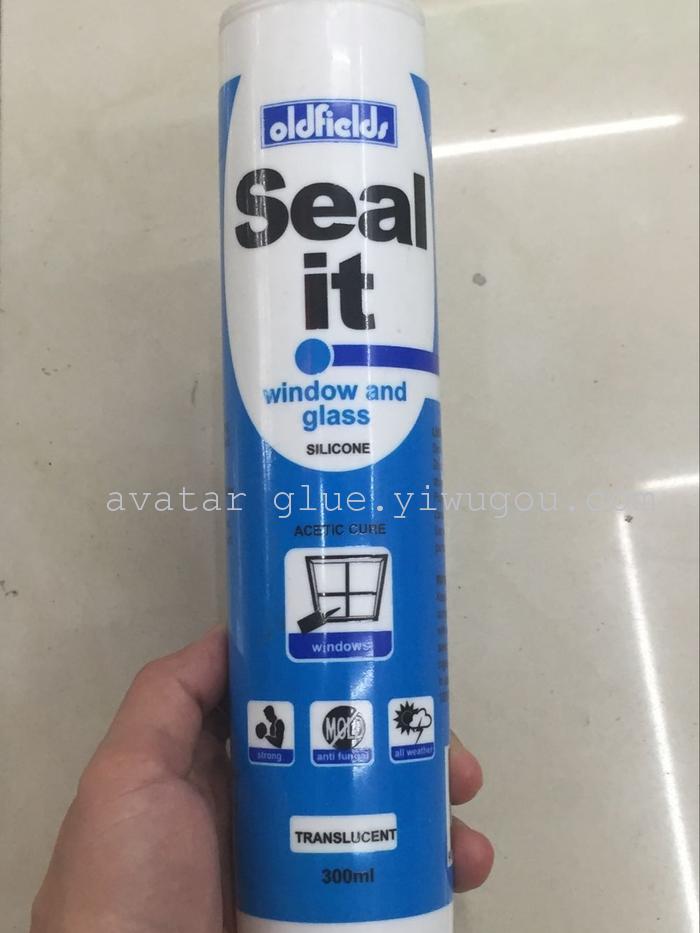 oldfields
Seal
it
window and
glass
SILICONE
avatar glue.yiwugou.com
ACETIC CURE
windows
strong
MOLD
anti fungal
all weather
TRANSLUCENT
300ml